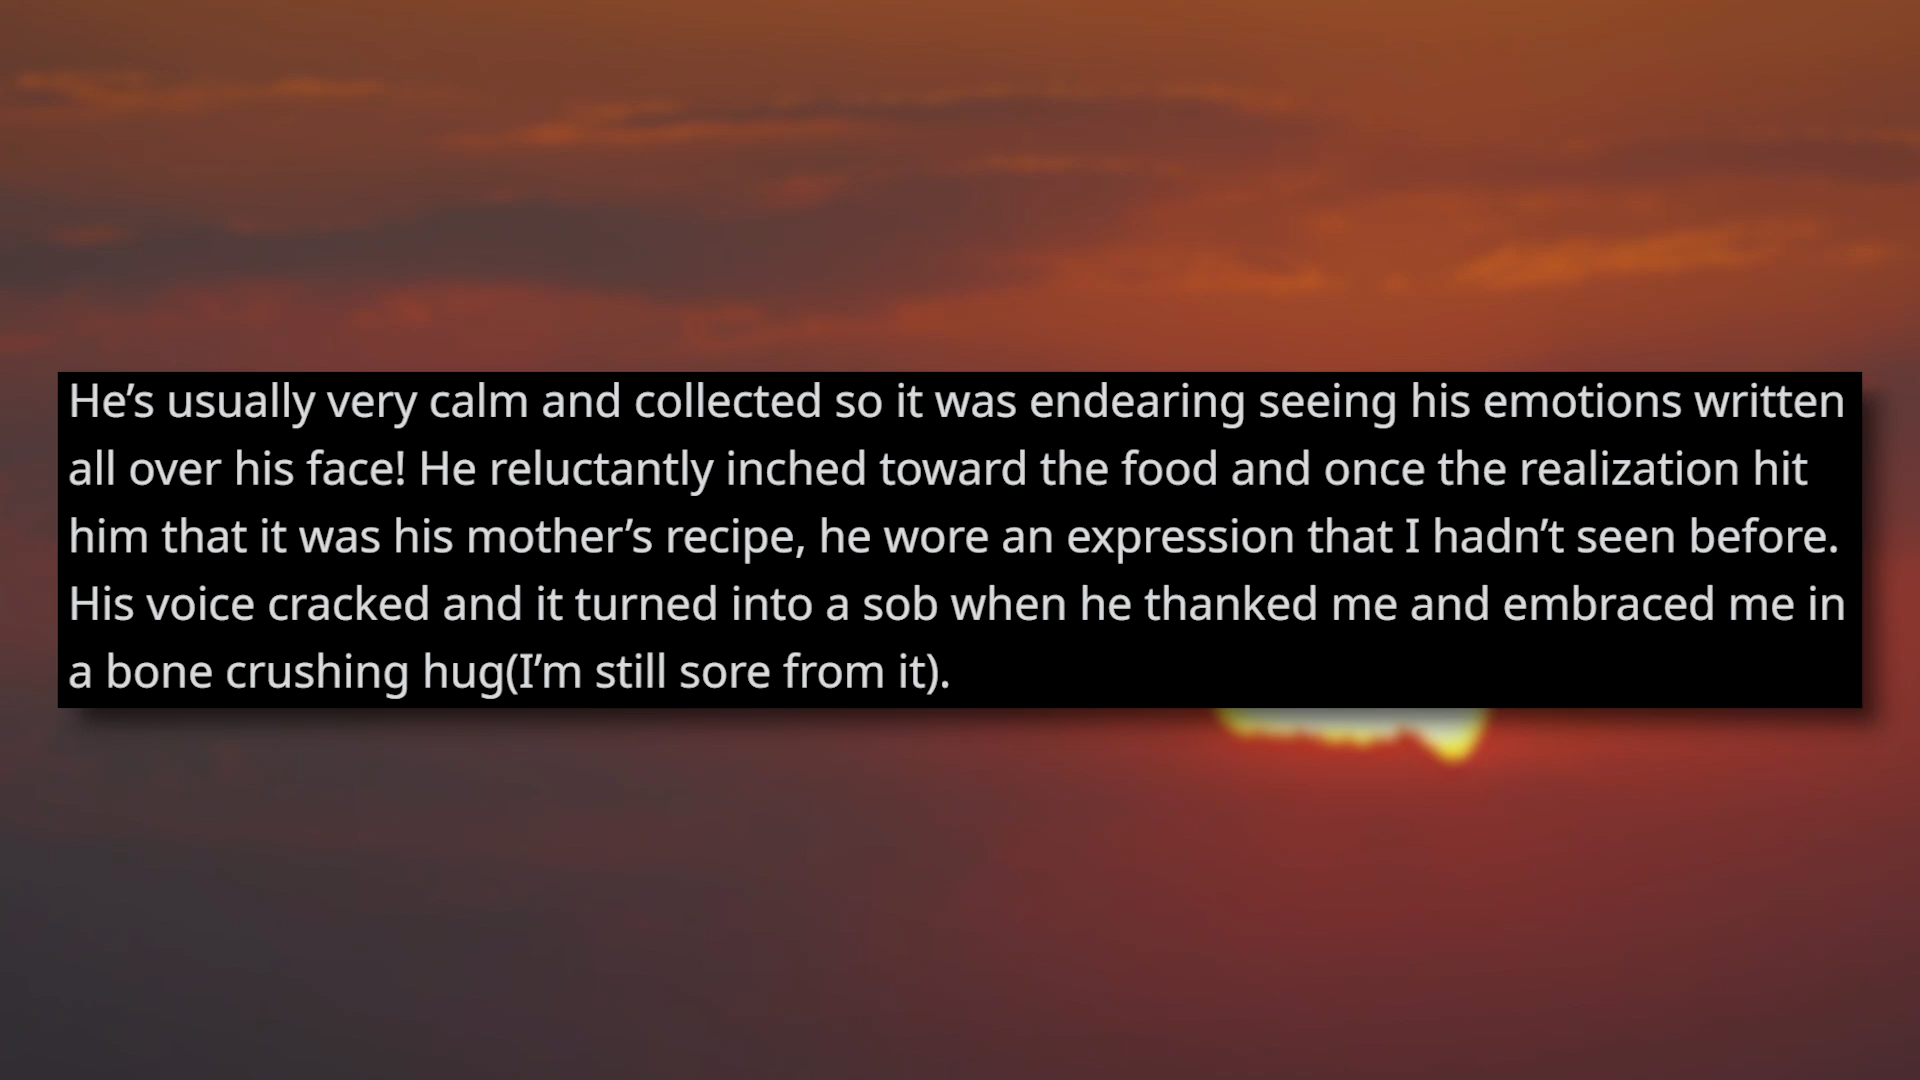 He’s usually very calm and collected so it was endearing seeing his emotions written
all over his face! He reluctantly inched toward the food and once the realization hit
him that it was his mother’s recipe, he wore an expression that I hadn’t seen before.
His voice cracked and it turned into a sob when he thanked me and embraced me in
a bone crushing hug(I’m still sore from it).